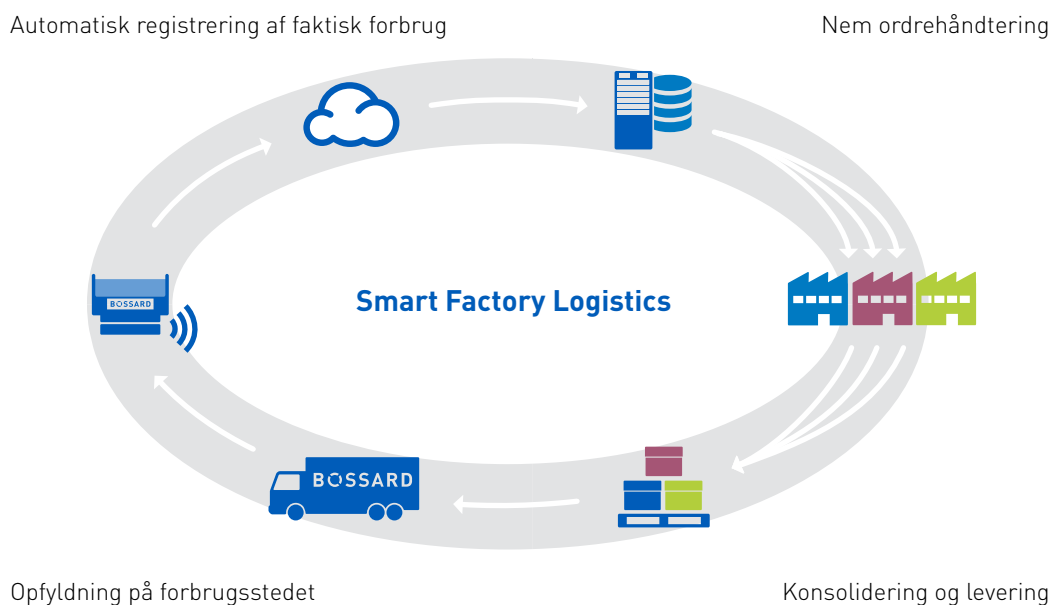 Automatisk registrering af faktisk forbrug
Nem ordrehåndtering
BOSSARD
Smart Factory Logistics
BOSSARD
Opfyldning på forbrugsstedet
Konsolidering og levering